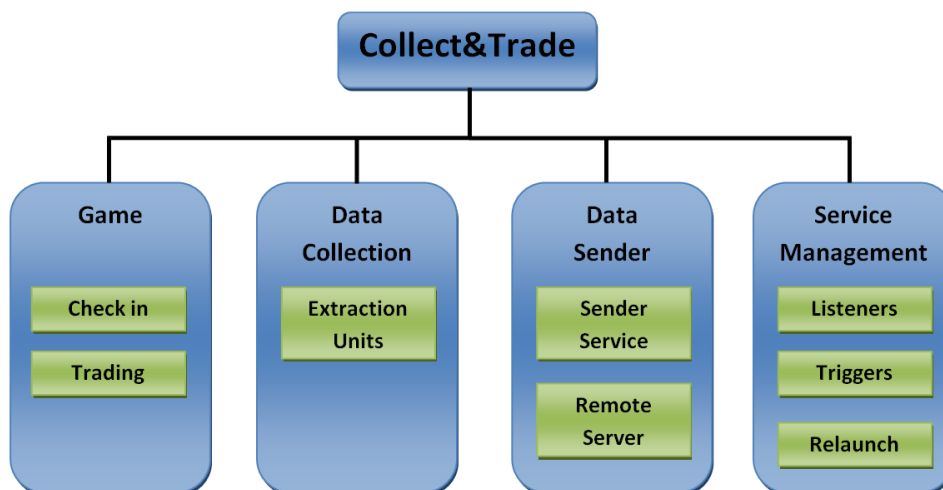 Collect&Trade
Game
Check in
Trading
Data
Collection
Extraction
Units
Data
Sender
Sender
Service
Remote
Server
Service
Management
Listeners
Triggers
Relaunch